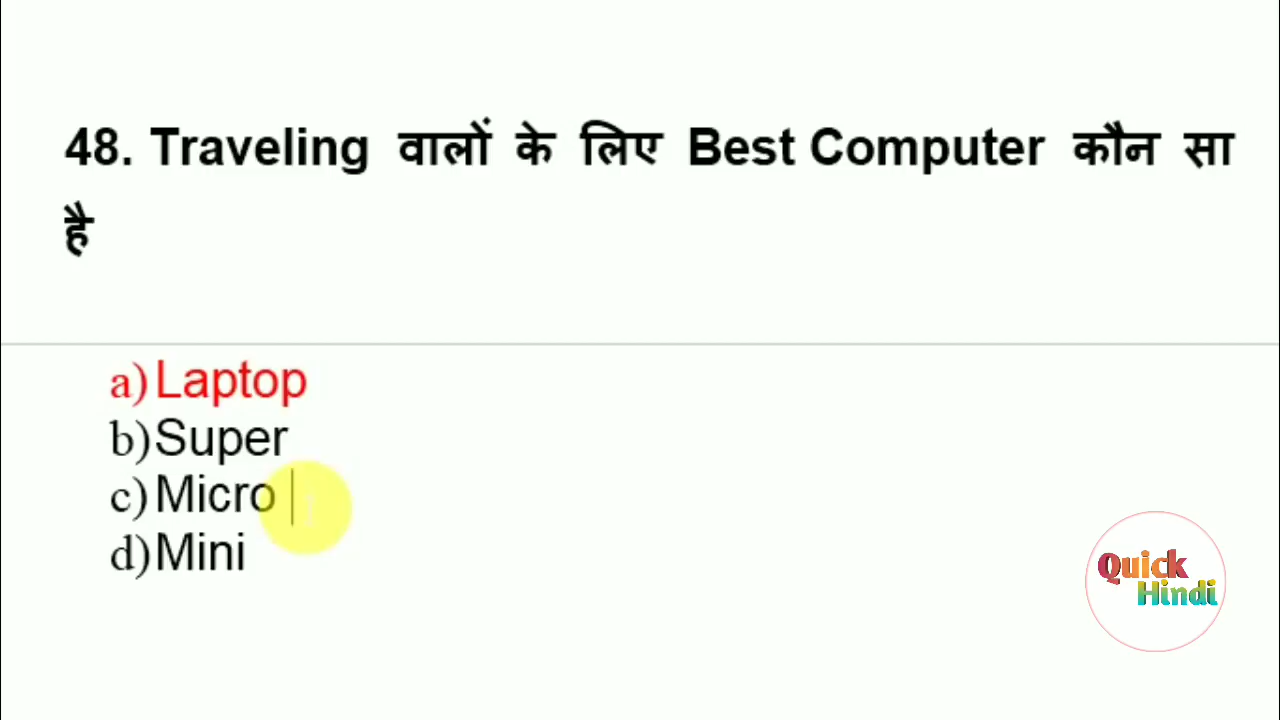 48. Traveling वालों के लिए Best Computer कौन सा
है
a) Laptop
b) Super
c) Micro
d) Mini
Quick
Hindi